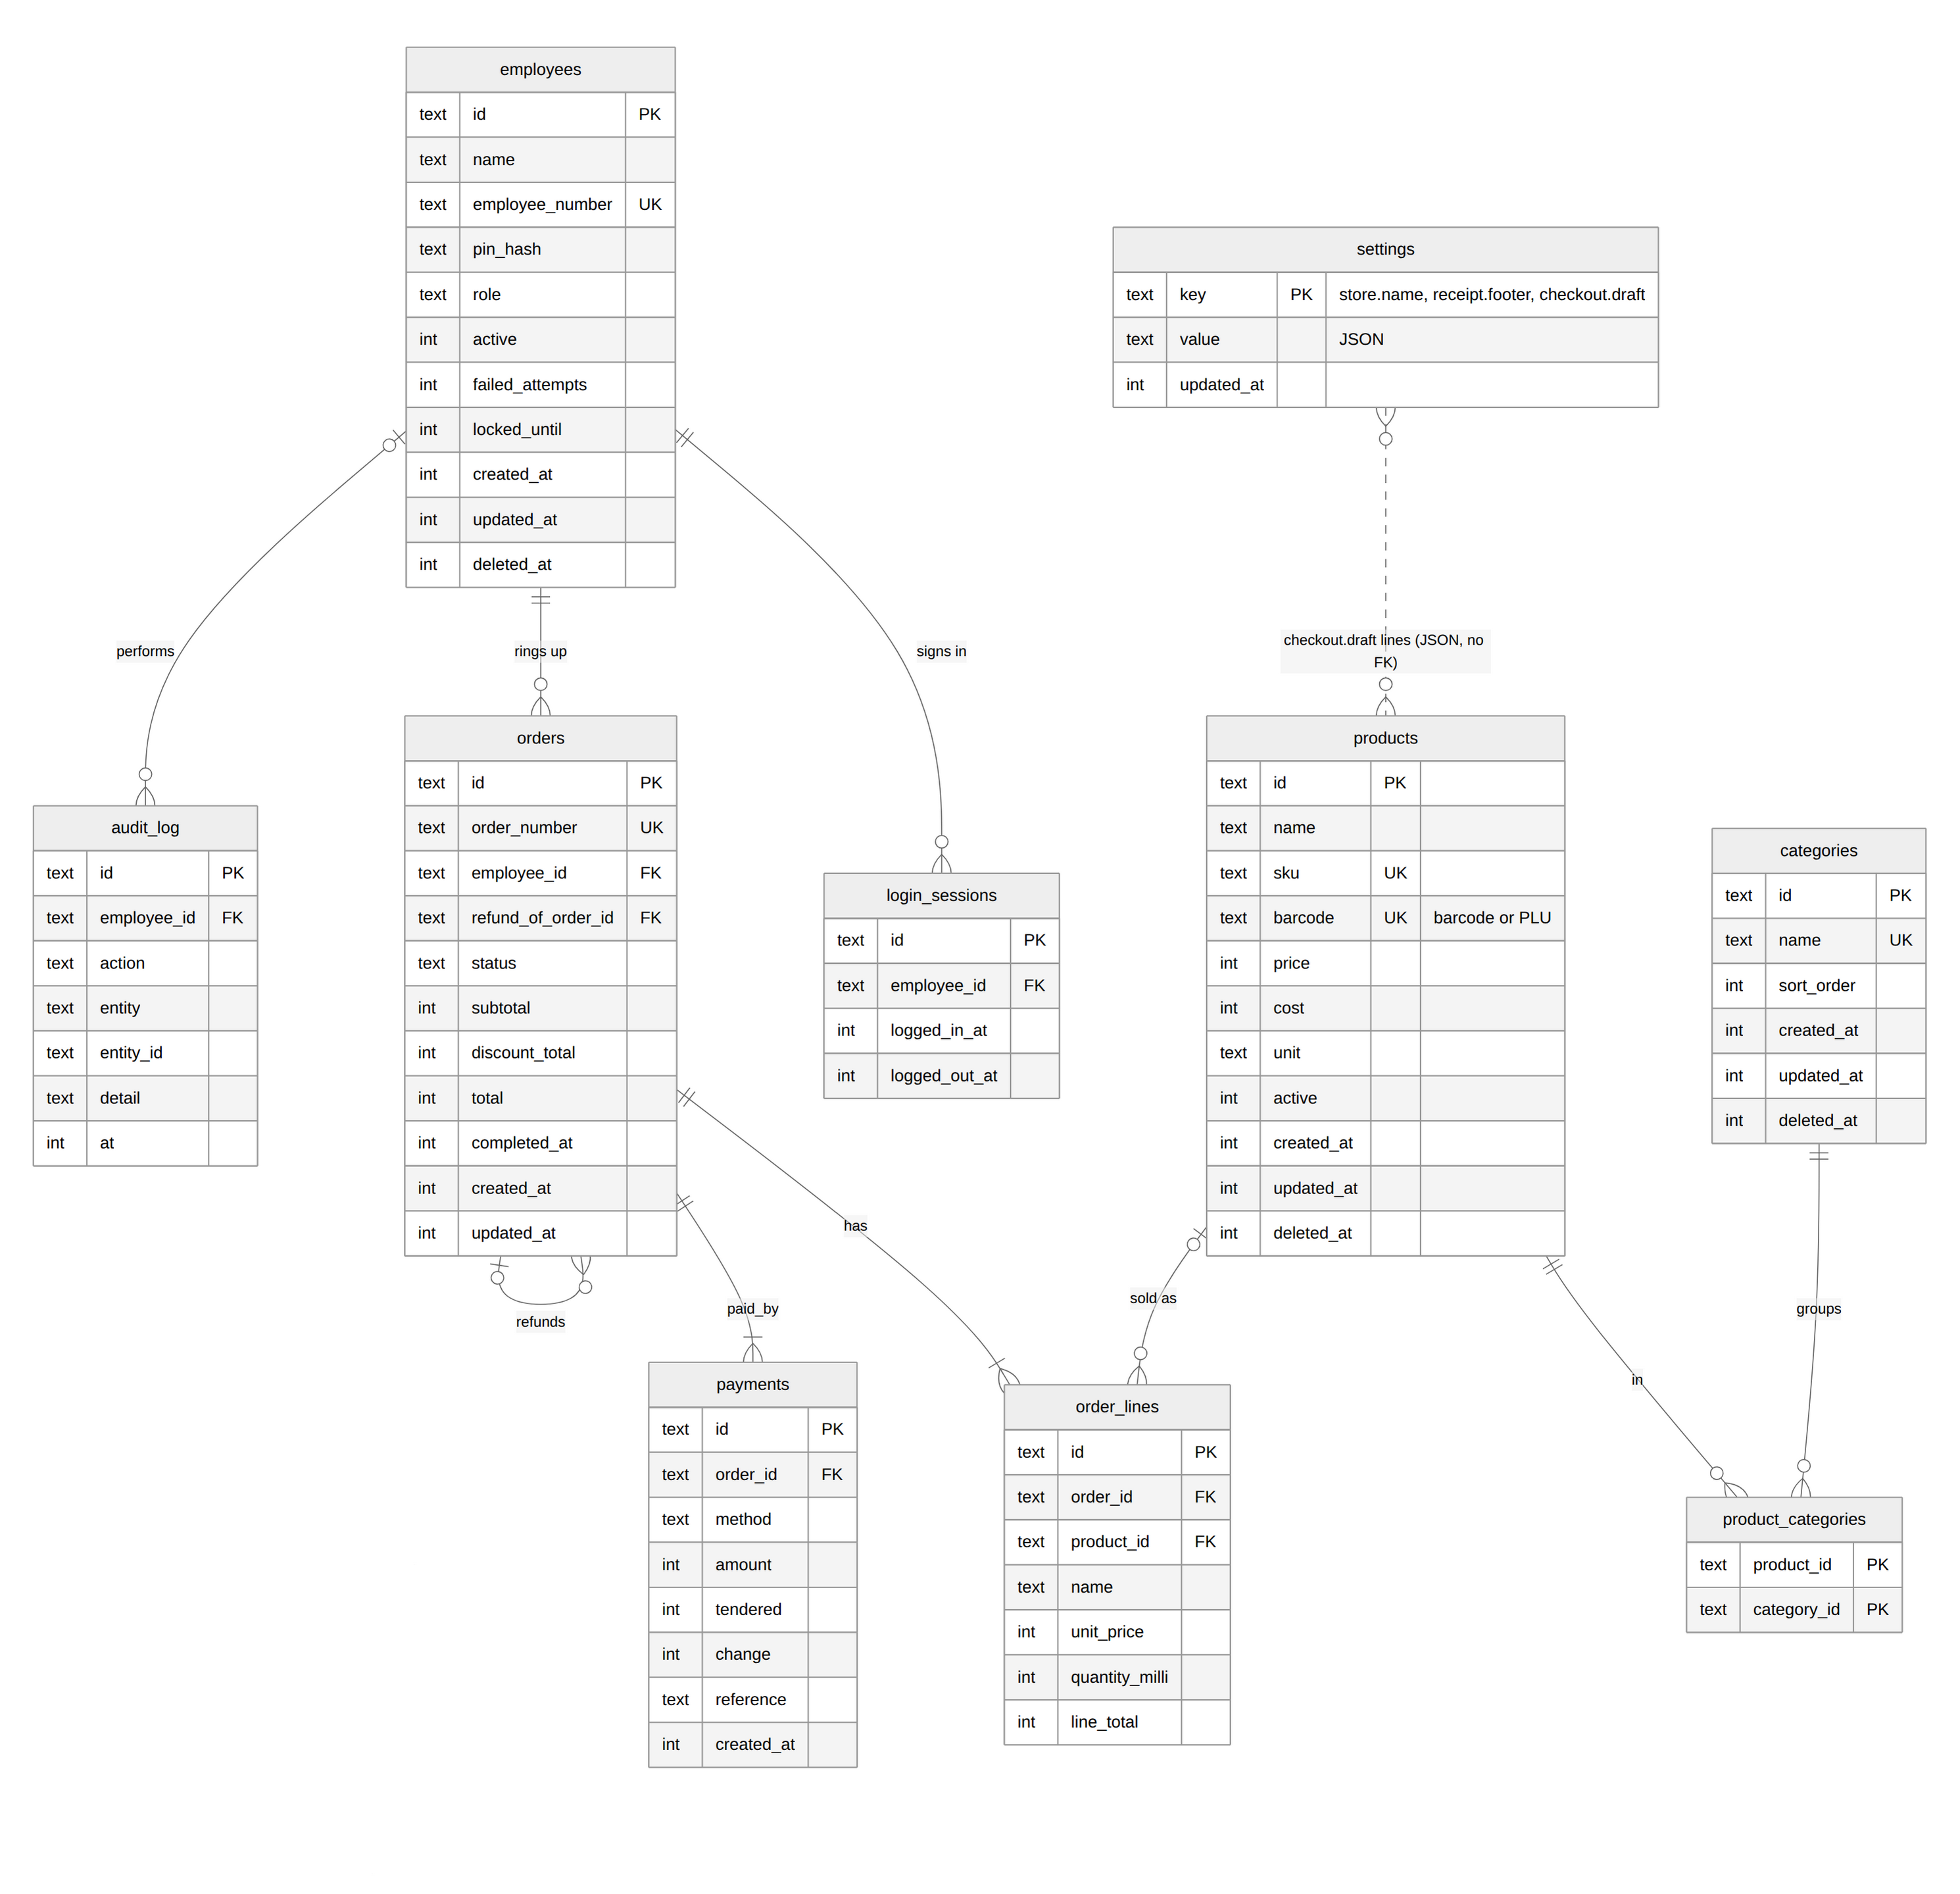 employees
text id PK
text name
text employee_number UK
text pin_hash
text role
int active
int failed_attempts
int locked_until
int created_at
int updated_at
int deleted_at
settings
text key PK store.name, receipt.footer, checkout.draft
text value JSON
int updated_at
performs
rings up
signs in
checkout.draft lines (JSON, no
FK)
orders
text id PK
text order_number UK
text employee_id FK
text refund_of_order_id FK
text status
int subtotal
int discount_total
int total
int completed_at
int created_at
int updated_at
products
text id PK
text name
text sku UK
text barcode UK barcode or PLU
int price
int cost
text unit
int active
int created_at
int updated_at
int deleted_at
audit_log
text id PK
text employee_id FK
text action
text entity
text entity_id
text detail
int at
login_sessions
text id PK
text employee_id FK
int logged_in_at
int logged_out_at
categories
text id PK
text name UK
int sort_order
int created_at
int updated_at
int deleted_at
has
sold as
paid_by
groups
refunds
in
payments
text id PK
text order_id FK
text method
int amount
int tendered
int change
text reference
int created_at
order_lines
text id PK
text order_id FK
text product_id FK
text name
int unit_price
int quantity_milli
int line_total
product_categories
text product_id PK
text category_id PK